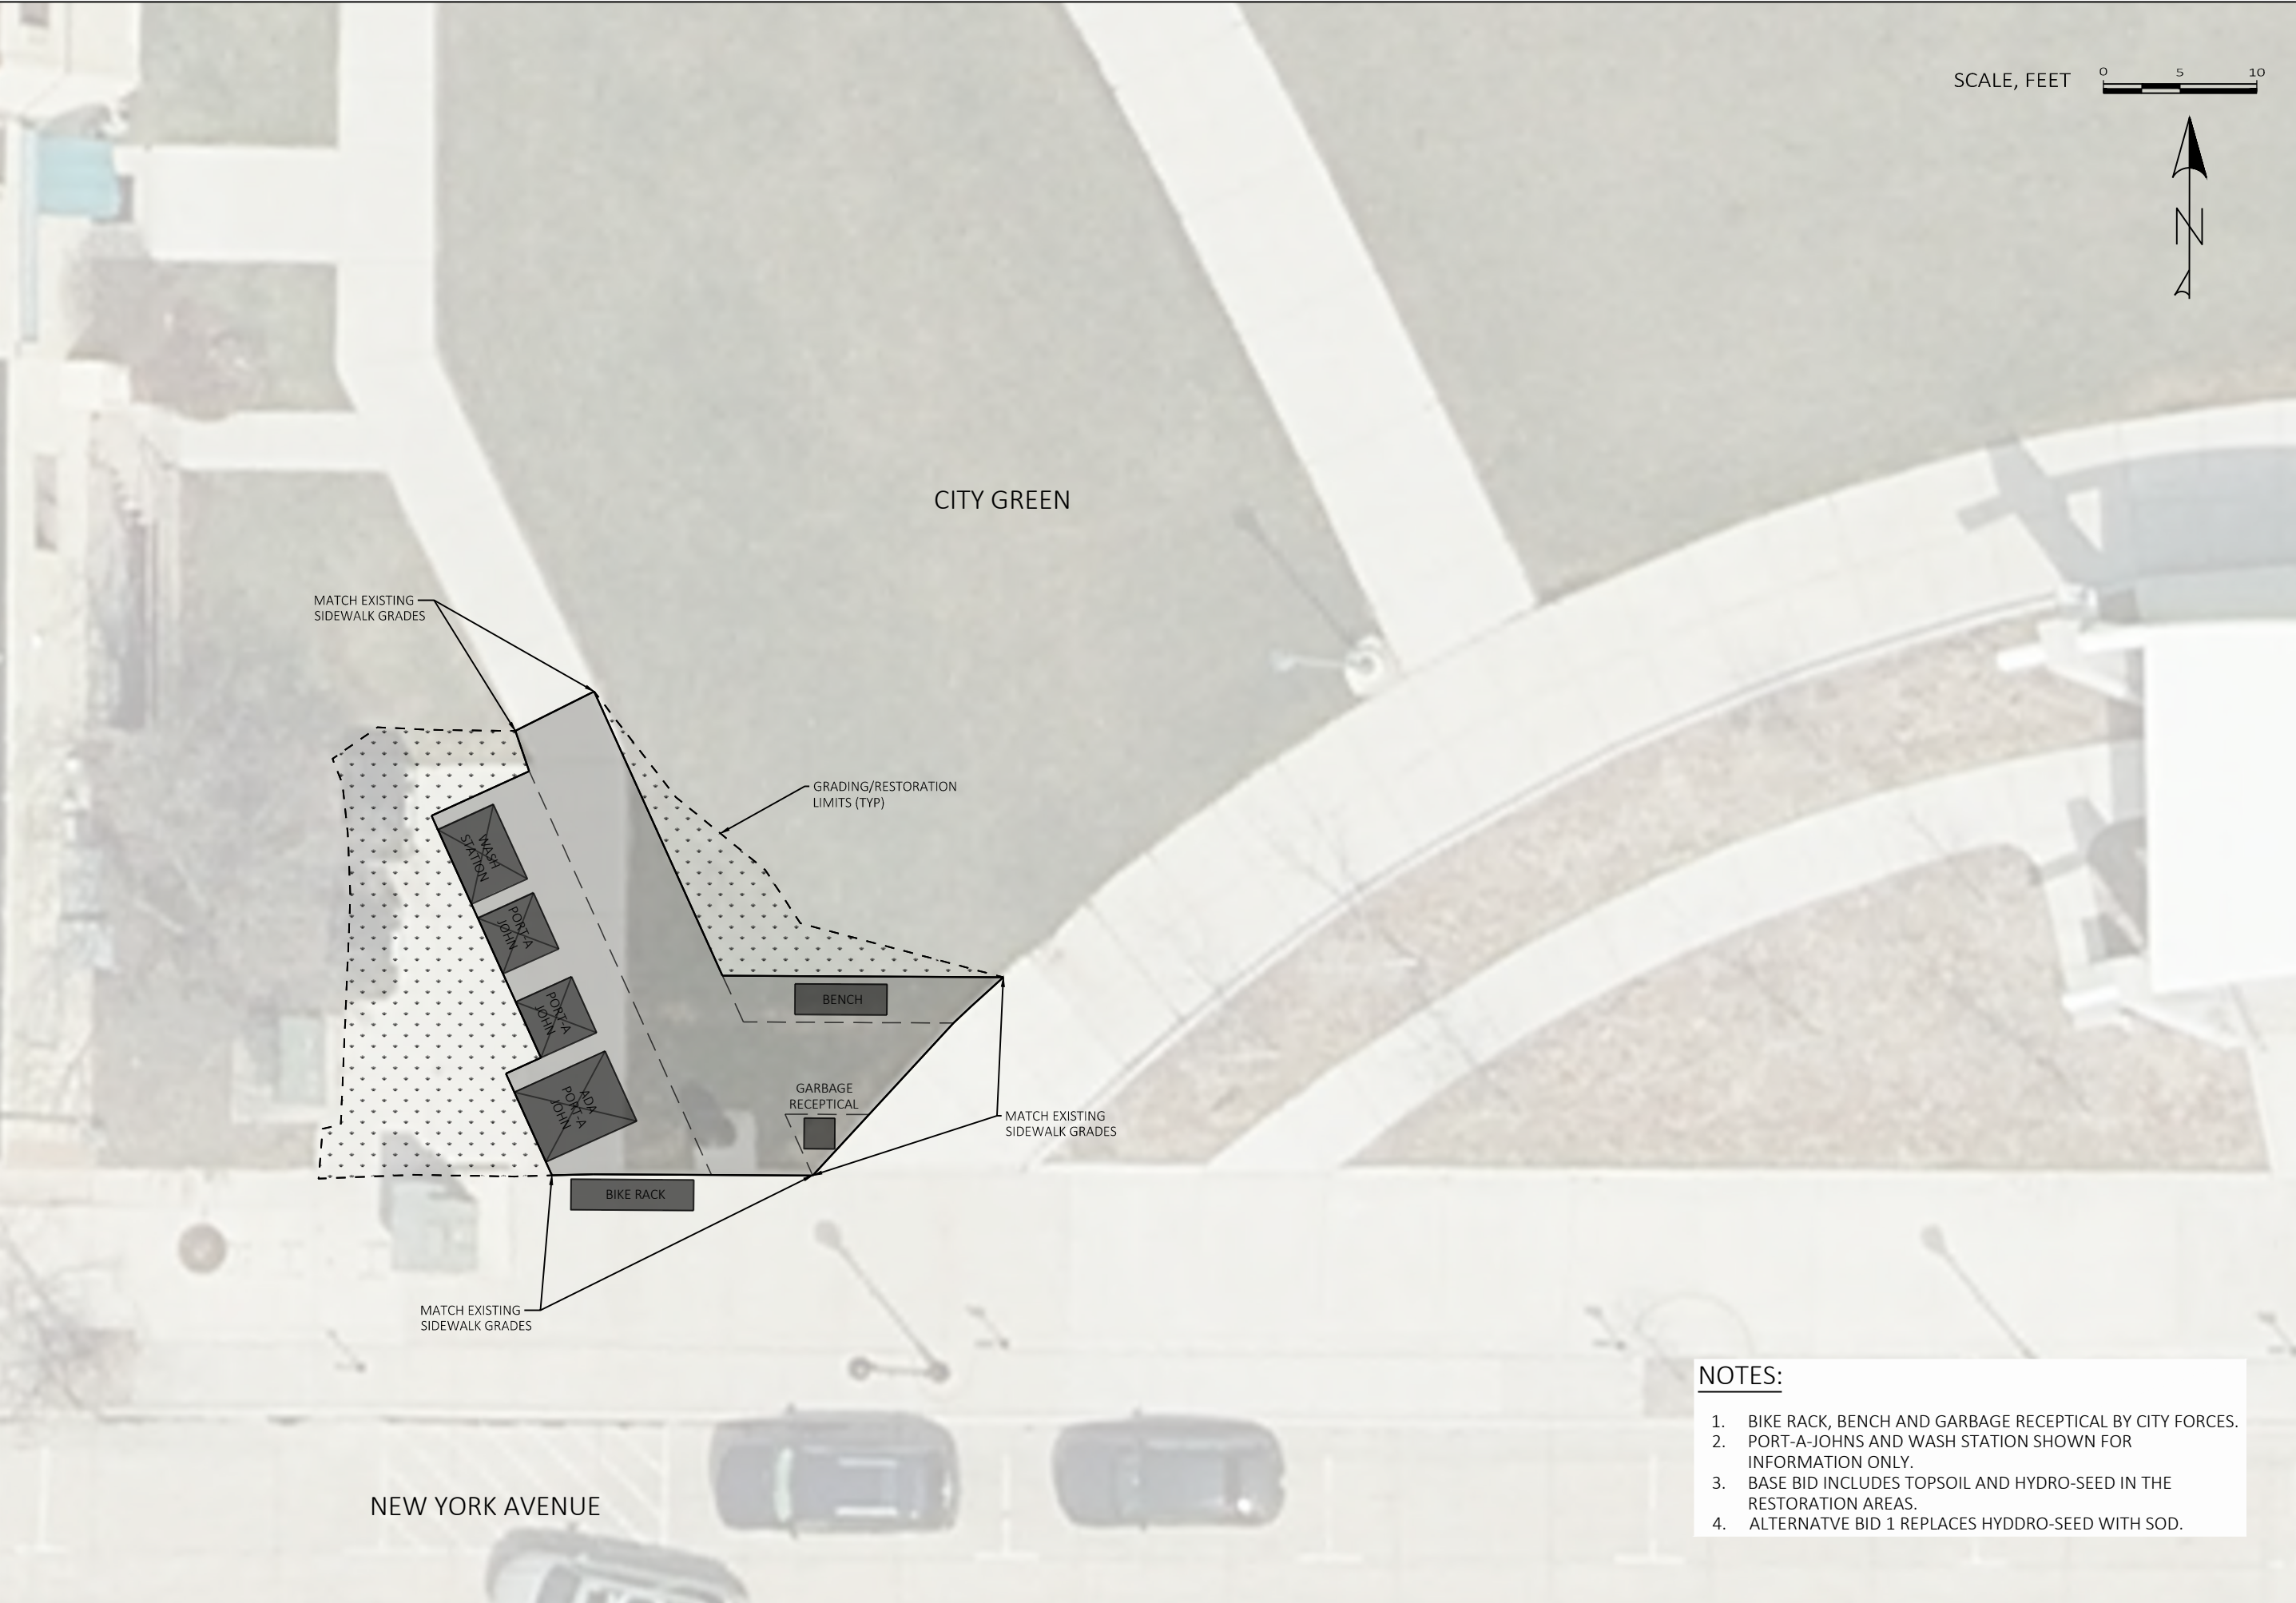 SCALE, FEET
0 5 10
N
CITY GREEN
MATCH EXISTING
SIDEWALK GRADES
GRADING/RESTORATION
LIMITS (TYP)
WASH
STATION
PORT-A
JOHN
PORT-A
JOHN
BENCH
ADA
PORT-A
JOHN
GARBAGE
RECEPTICAL
MATCH EXISTING
SIDEWALK GRADES
BIKE RACK
MATCH EXISTING
SIDEWALK GRADES
NEW YORK AVENUE
NOTES:
1. BIKE RACK, BENCH AND GARBAGE RECEPTICAL BY CITY FORCES.
2. PORT-A-JOHNS AND WASH STATION SHOWN FOR
INFORMATION ONLY.
3. BASE BID INCLUDES TOPSOIL AND HYDRO-SEED IN THE
RESTORATION AREAS.
4. ALTERNATVE BID 1 REPLACES HYDDRO-SEED WITH SOD.